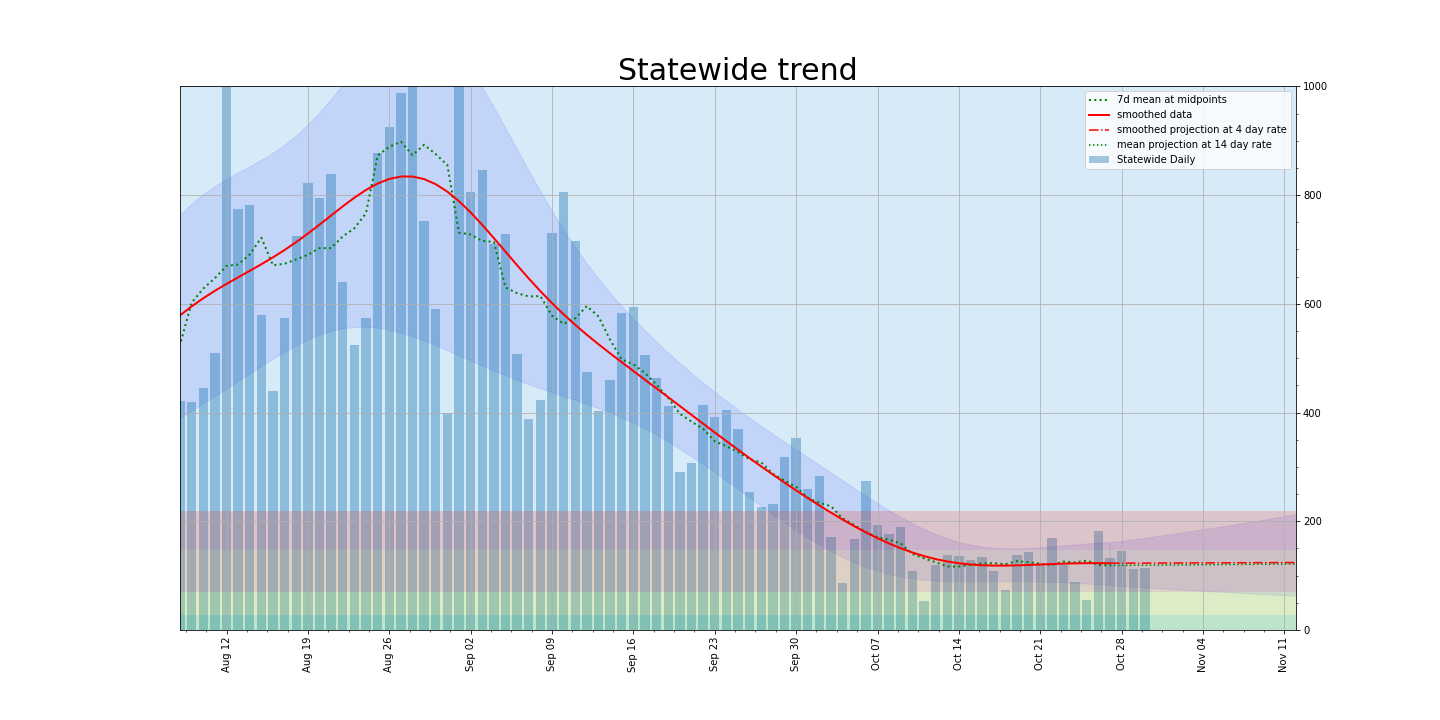 Statewide trend
7d mean at midpoints
smoothed data
smoothed projection at 4 day rate
mean projection at 14 day rate
Statewide Daily
1000
800
600
400
200
0
Aug 12
Aug 19
Aug 26
Sep 02
Sep 09
Sep 16
Sep 23
Sep 30
Oct 07
Oct 14
Oct 21
Oct 28
Nov 04
Nov 11